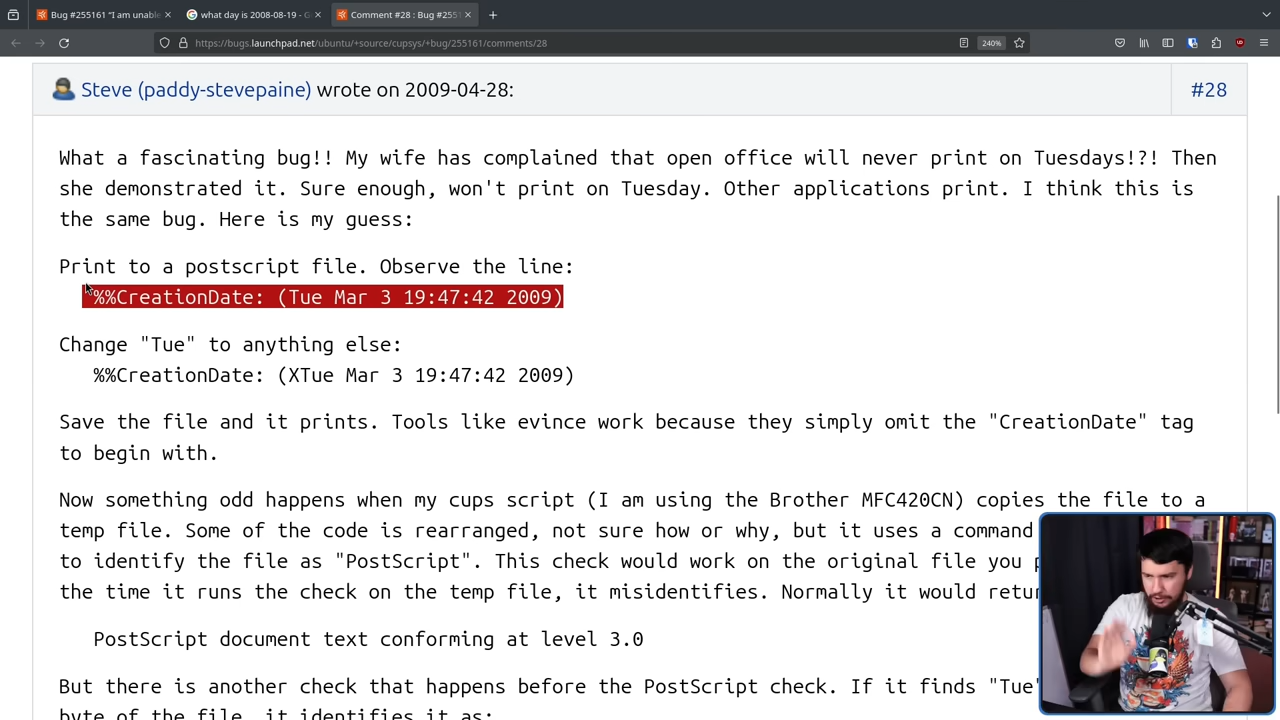 Bug #255161 "I am unable
what day is 2008-08-19 - G
Comment #28 : Bug #2551
https://bugs.launchpad.net/ubuntu/+source/cupsys/+bug/255161/comments/28
240%
Steve (paddy-stevepaine) wrote on 2009-04-28:
#28
What a fascinating bug!! My wife has complained that open office will never print on Tuesdays!?! Then
she demonstrated it. Sure enough, won't print on Tuesday. Other applications print. I think this is
the same bug. Here is my guess:
Print to a postscript file. Observe the line:
%%CreationDate: (Tue Mar 3 19:47:42 2009)
Change "Tue" to anything else:
%%CreationDate: (XTue Mar 3 19:47:42 2009)
Save the file and it prints. Tools like evince work because they simply omit the "CreationDate" tag
to begin with.
Now something odd happens when my cups script (I am using the Brother MFC420CN) copies the file to a
temp file. Some of the code is rearranged, not sure how or why, but it uses a command
to identify the file as "PostScript". This check would work on the original file you
the time it runs the check on the temp file, it misidentifies. Normally it would retur
PostScript document text conforming at level 3.0
But there is another check that happens before the PostScript check. If it finds "Tue"
byte of the file, it identifies it as: